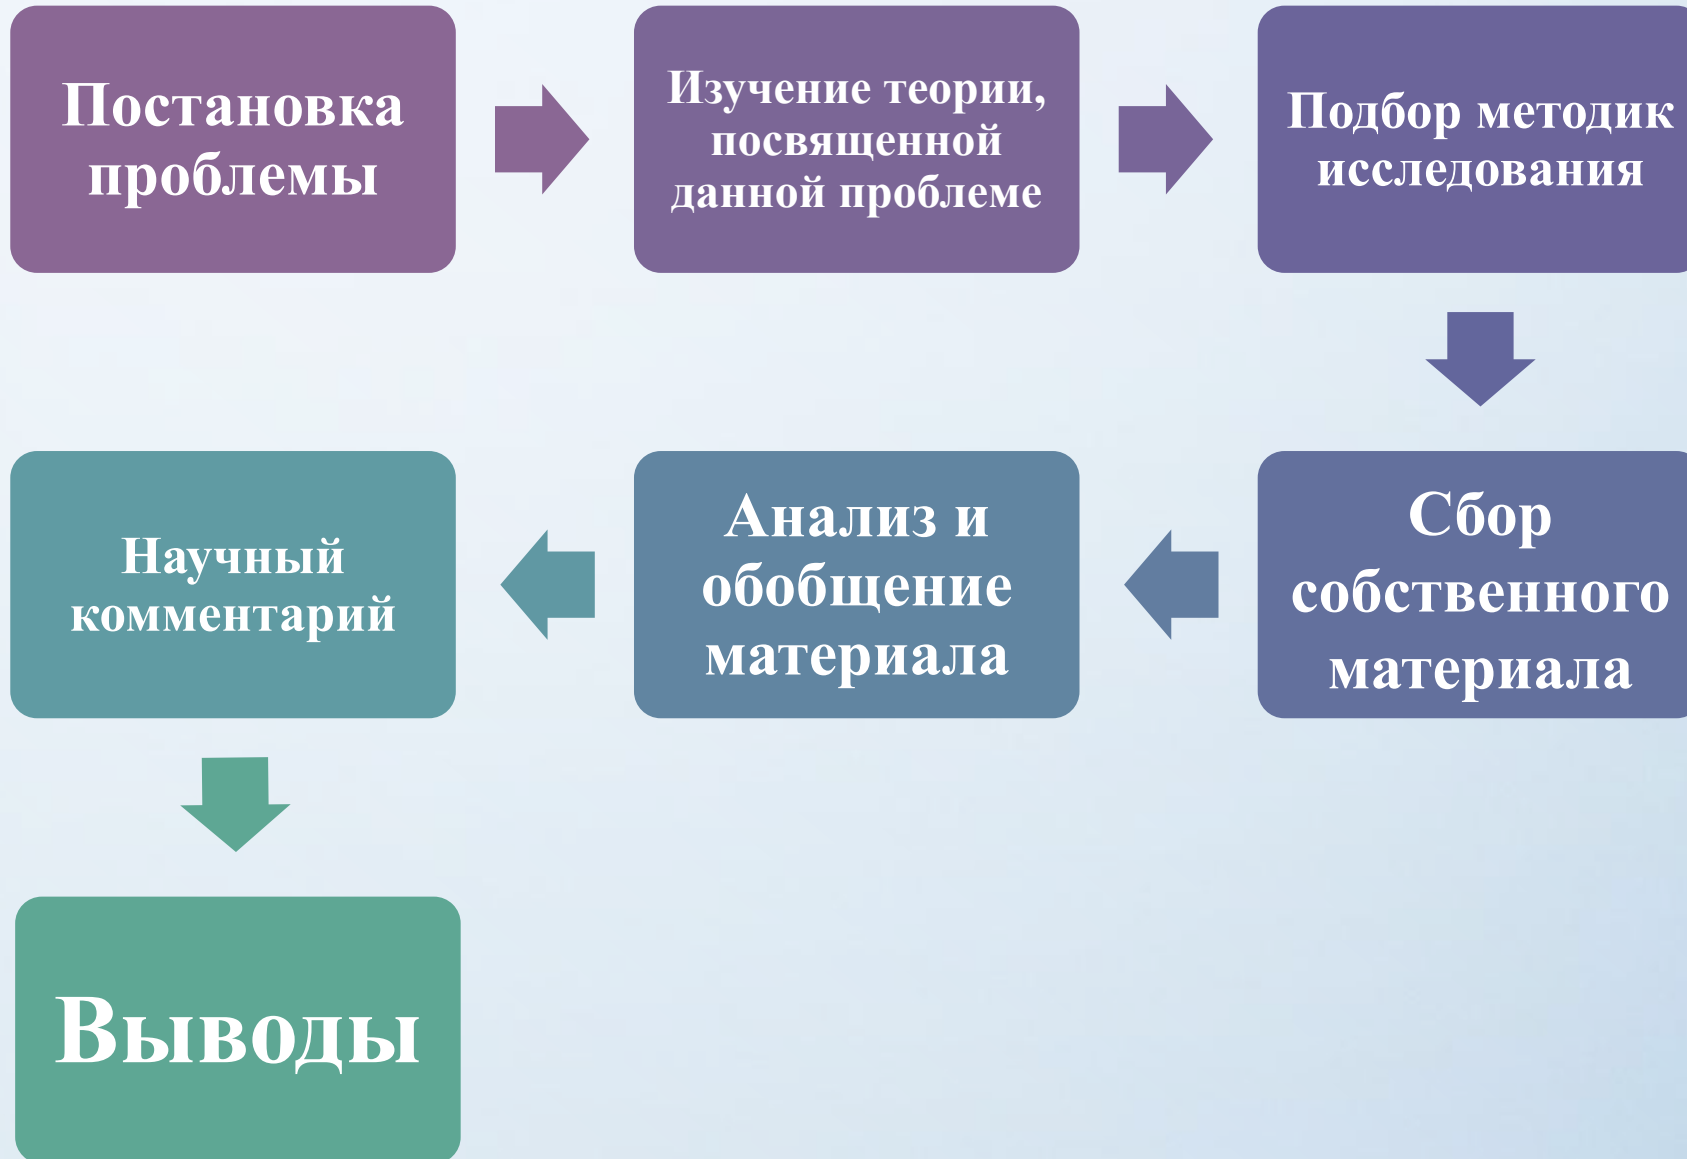 Постановка
проблемы
Изучение теории,
посвященной
данной проблеме
Подбор методик
исследования
Сбор
собственного
материала
Анализ и
обобщение
материала
Научный
комментарий
Выводы